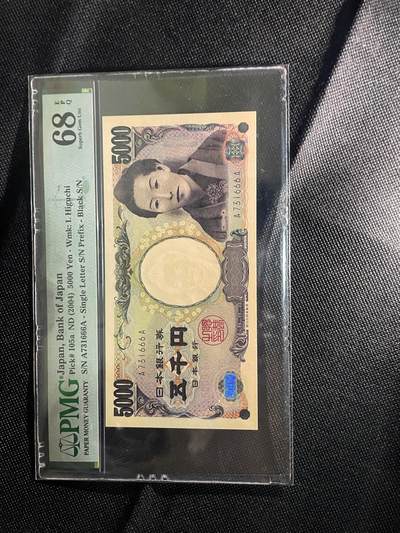 PMG
PAPER MONEY GUARANTY
Japan, Bank of Japan
Pick# 105a ND (2004) 5000 Yen - Wmk: I. Higuchi
S/N A731666A - Single Letter S/N Prefix - Black S/N
68 EPQ
Superb Gem Unc
5000
5000
A731666A
日本銀行券
五千円
日本銀行
A731666A